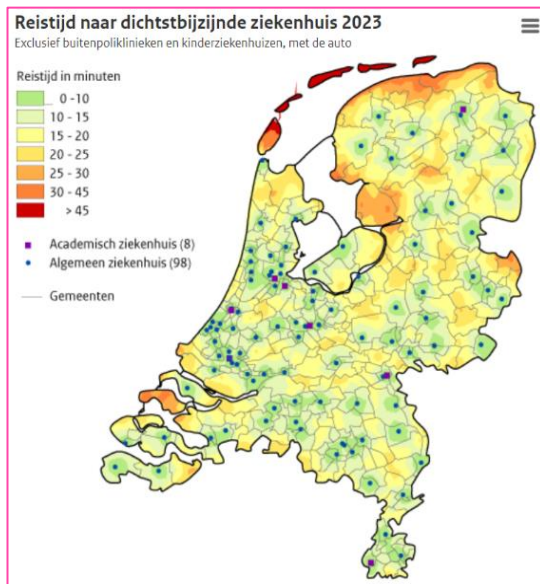 Reistijd naar dichtstbijzijnde ziekenhuis 2023
Exclusief buitenpoliklinieken en kinderziekenhuizen, met de auto
Reistijd in minuten
0 -10
10 - 15
15 - 20
20 - 25
25 - 30
30 - 45
> 45
Academisch ziekenhuis (8)
Algemeen ziekenhuis (98)
Gemeenten